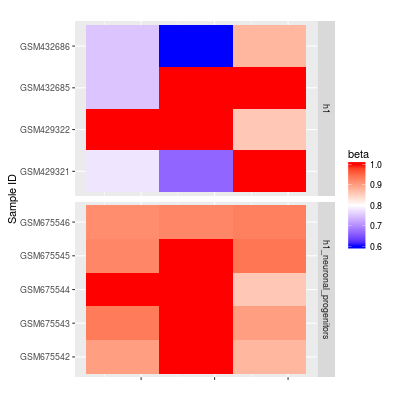 Sample ID
GSM432686
GSM432685
GSM429322
GSM429321
h1
GSM675546
GSM675545
GSM675544
GSM675543
GSM675542
h1_neuronal_progenitors
beta
1.0
0.9
0.8
0.7
0.6